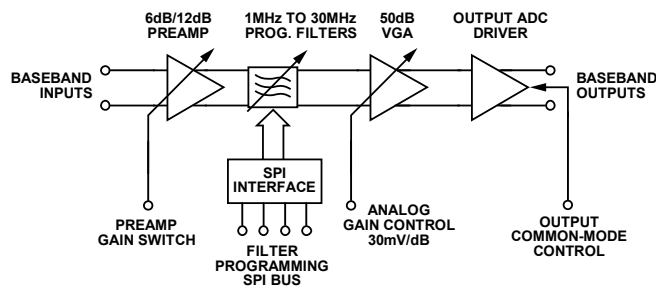 6dB/12dB
PREAMP
1MHz TO 30MHz
PROG. FILTERS
50dB
VGA
OUTPUT ADC
DRIVER
BASEBAND
INPUTS
BASEBAND
OUTPUTS
SPI
INTERFACE
PREAMP
GAIN SWITCH
FILTER
PROGRAMMING
SPI BUS
ANALOG
GAIN CONTROL
30mV/dB
OUTPUT
COMMON-MODE
CONTROL